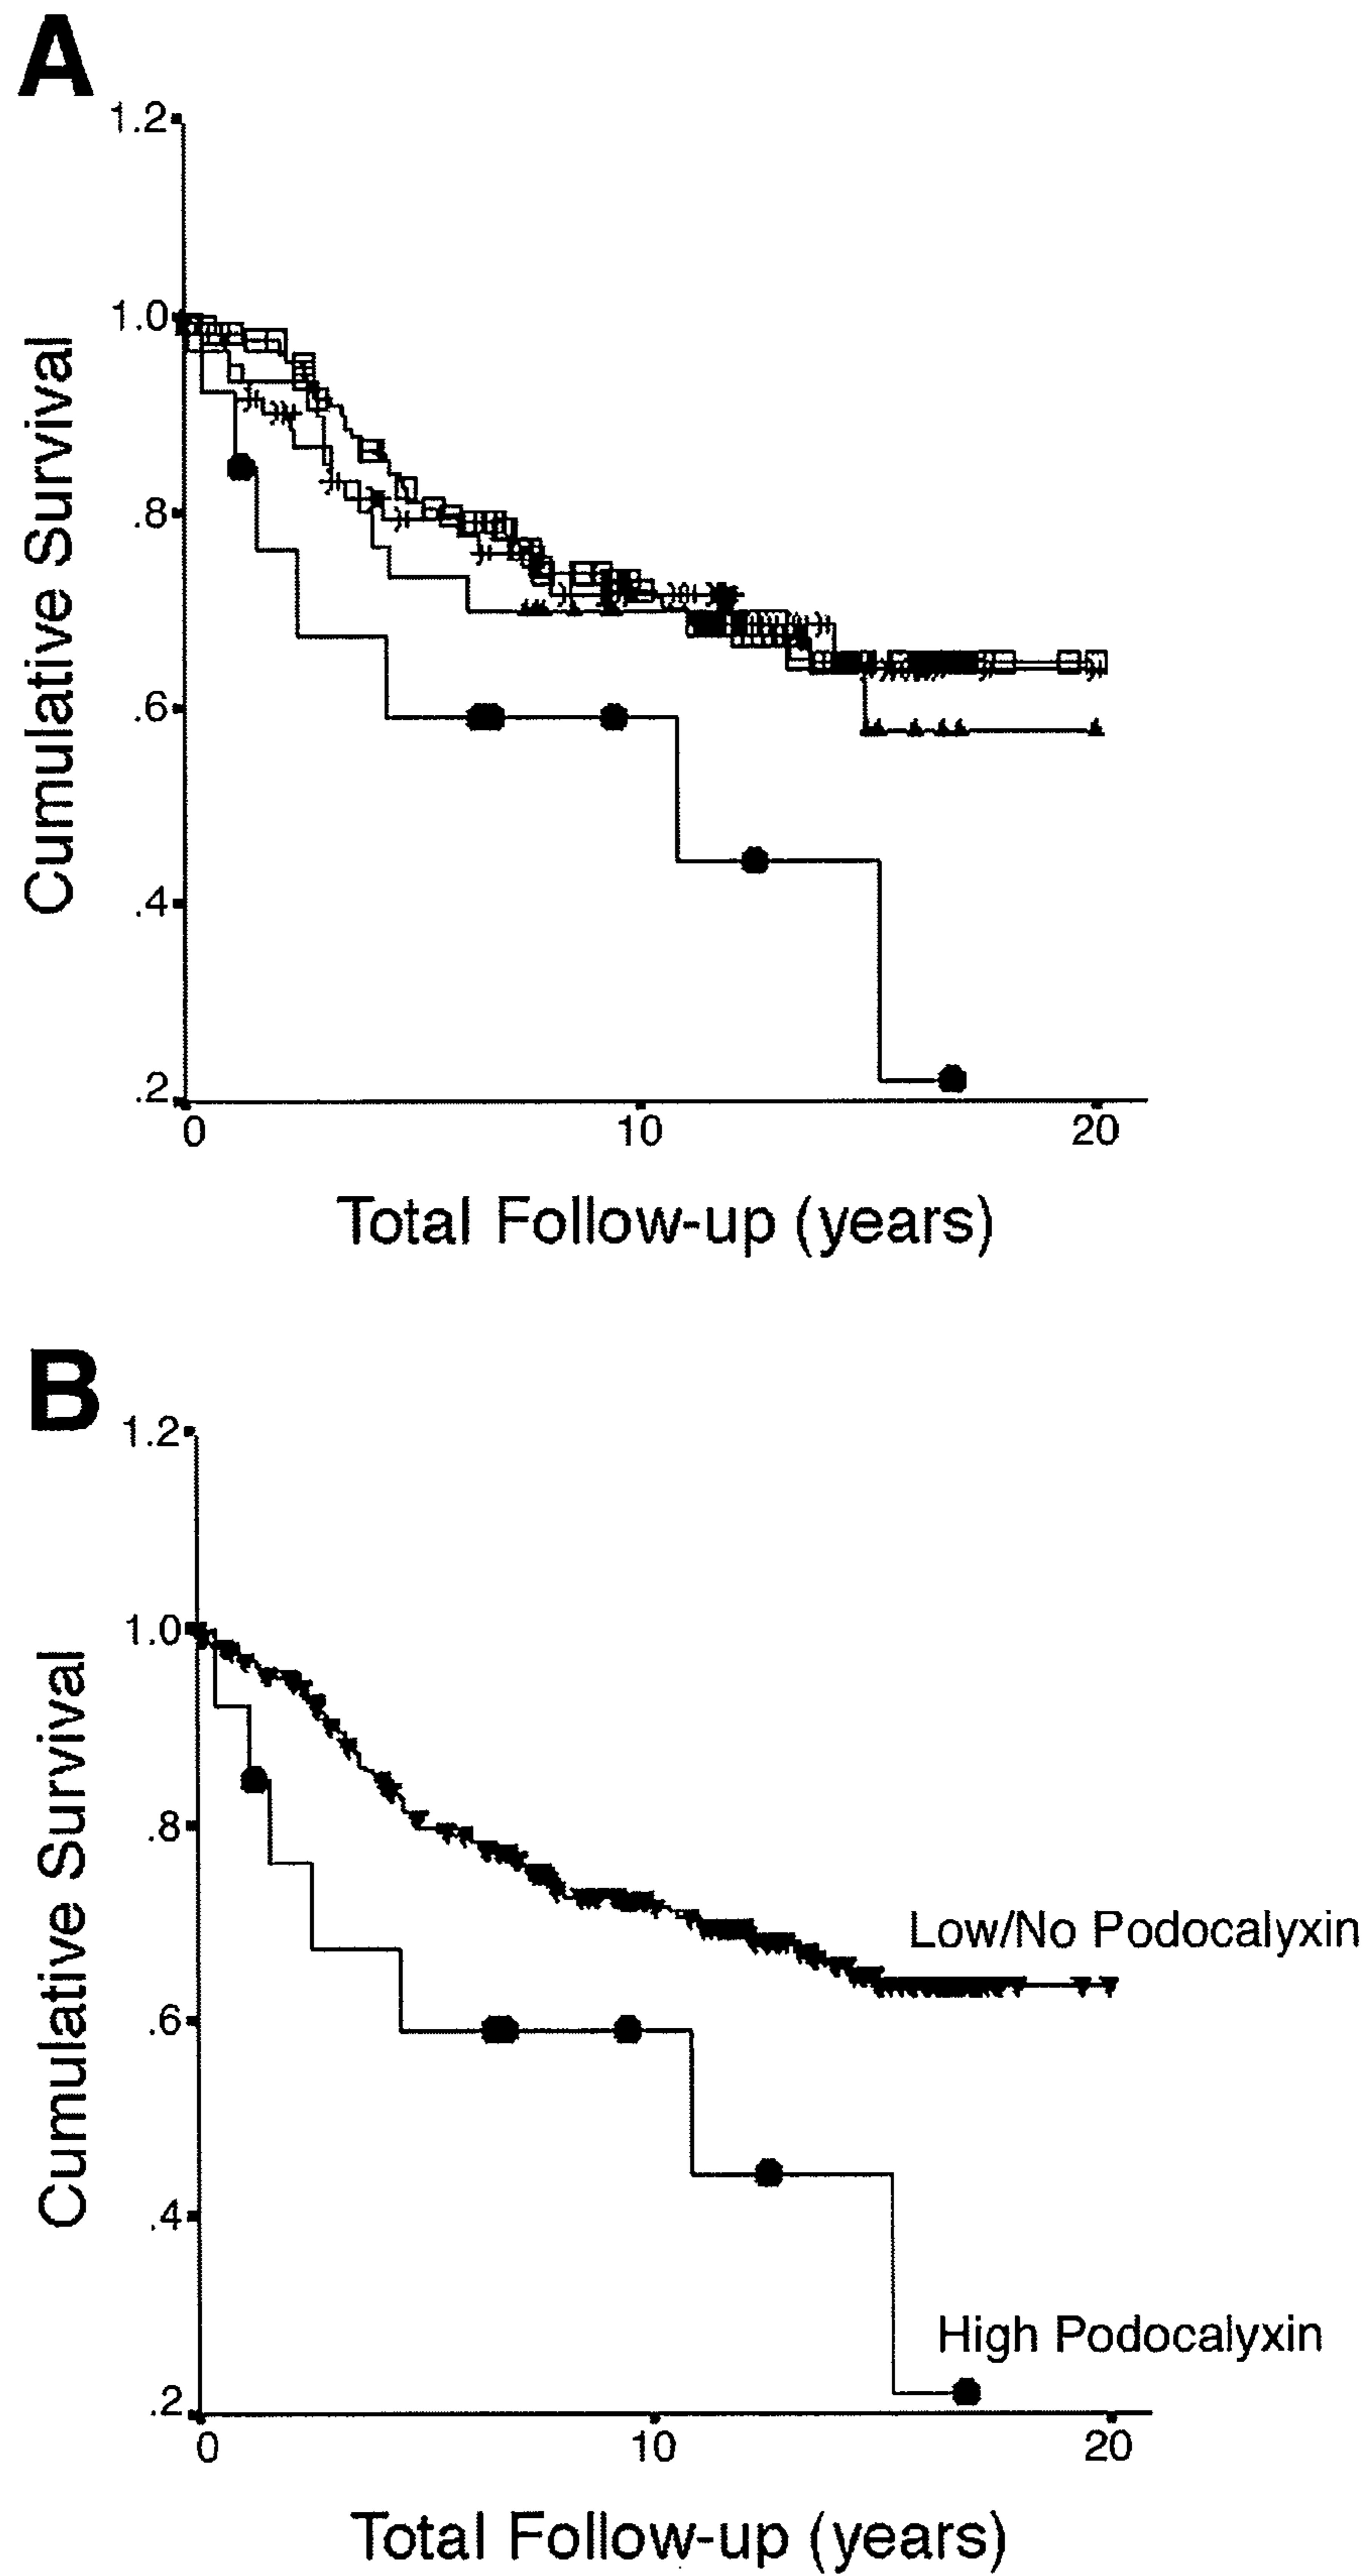 A
1.2
1.0
.8
.6
.4
.2
Cumulative Survival
0 10 20
Total Follow-up (years)
B
1.2
1.0
.8
.6
.4
.2
Cumulative Survival
Low/No Podocalyxin
High Podocalyxin
0 10 20
Total Follow-up (years)